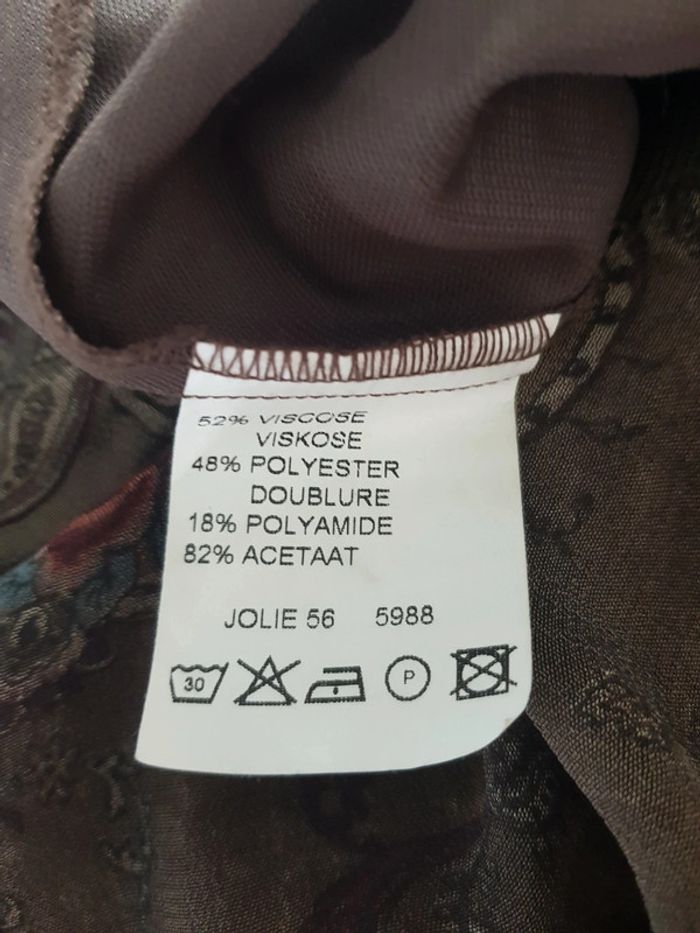 52% VISCOSE
VISKOSE
48% POLYESTER
DOUBLURE
18% POLYAMIDE
82% ACETAAT
JOLIE 56 5988
30 P